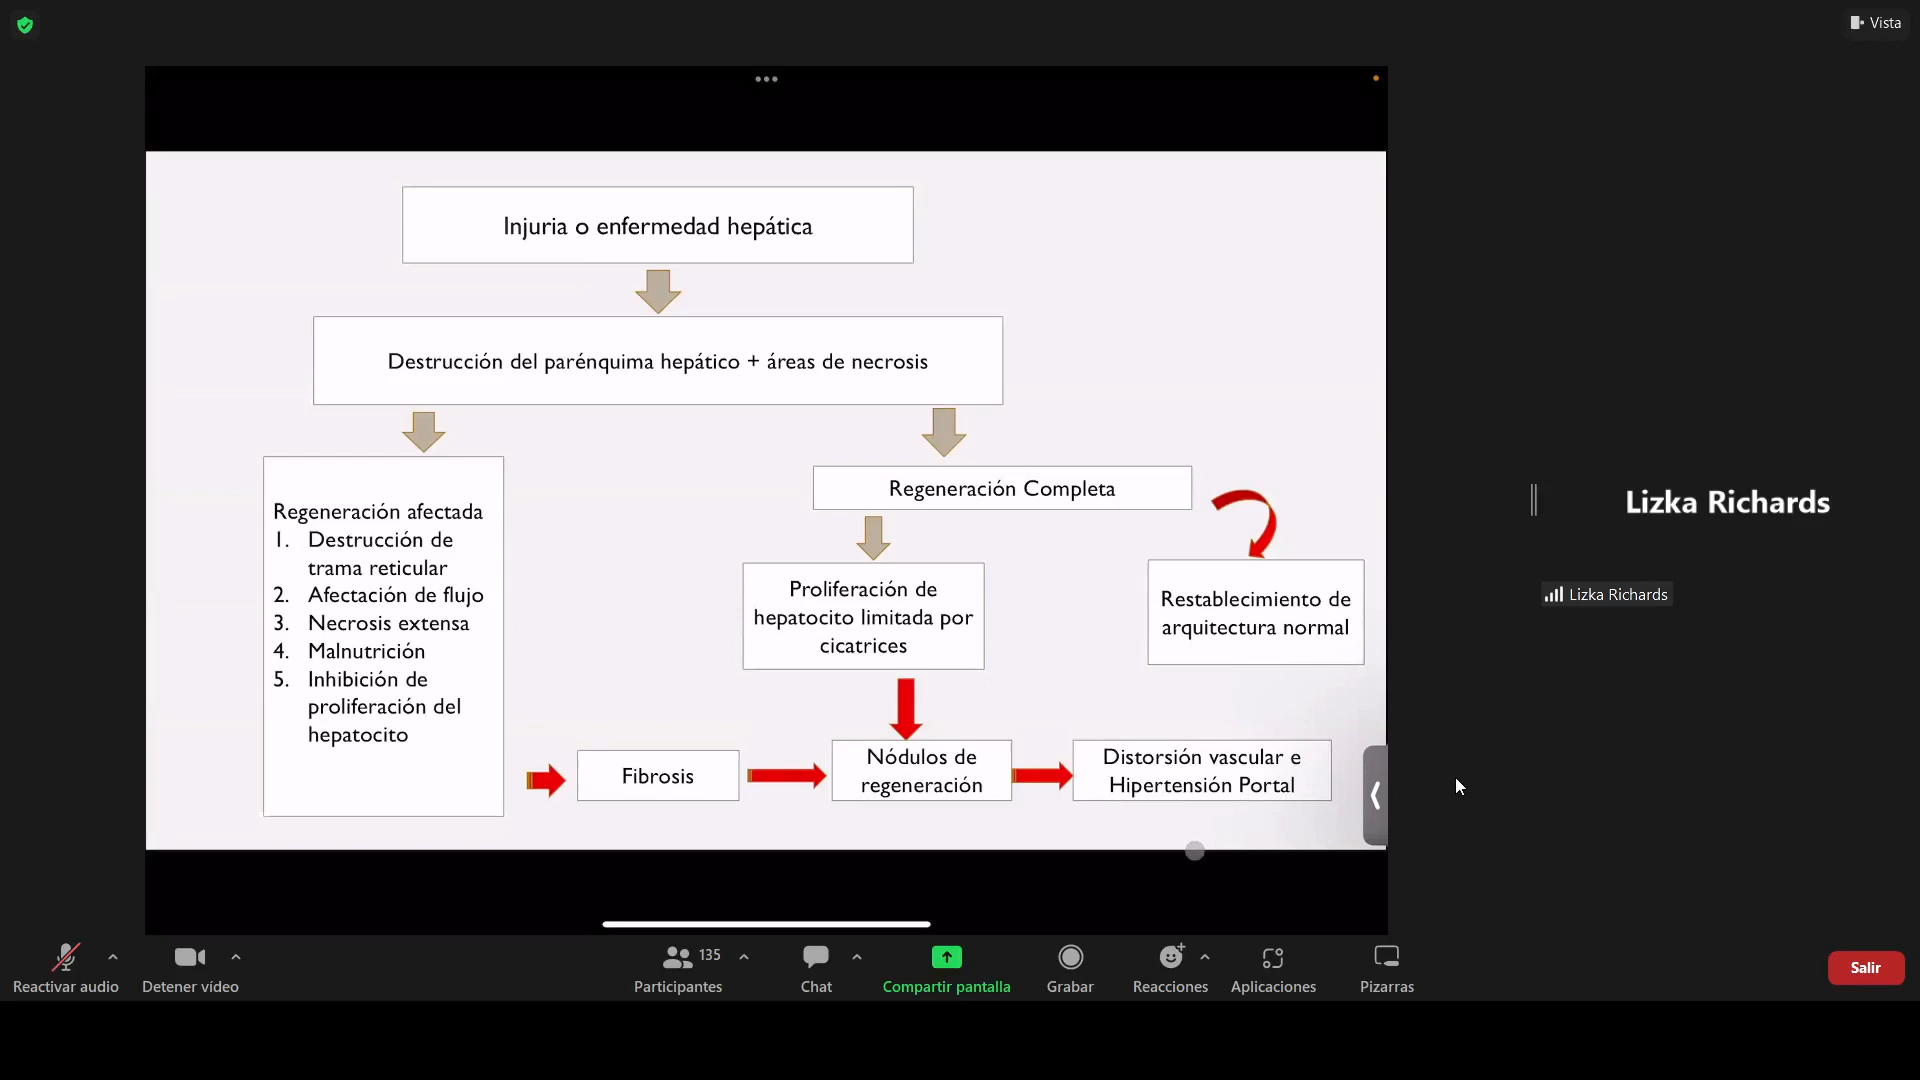 Vista
Injuria o enfermedad hepática
Destrucción del parénquima hepático + áreas de necrosis
Regeneración afectada
1. Destrucción de
trama reticular
2. Afectación de flujo
3. Necrosis extensa
4. Malnutrición
5. Inhibición de
proliferación del
hepatocito
Regeneración Completa
Proliferación de
hepatocito limitada por
cicatrices
Restablecimiento de
arquitectura normal
Fibrosis
Nódulos de
regeneración
Distorsión vascular e
Hipertensión Portal
Lizka Richards
Lizka Richards
Reactivar audio
Detener vídeo
135
Participantes
Chat
Compartir pantalla
Grabar
Reacciones
Aplicaciones
Pizarras
Salir